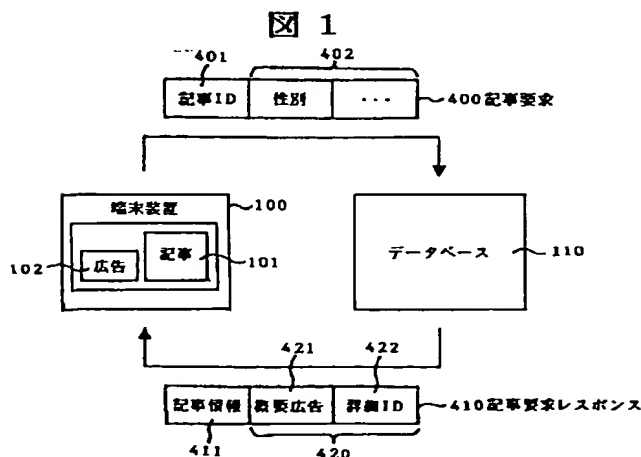 図 1
401
402
記事ID 性別 ・・・ 400記事要求
端末装置 100
102 広告 記事 101
データベース 110
421 422
記事情報 概要広告 詳細ID 410記事要求レスポンス
411 420